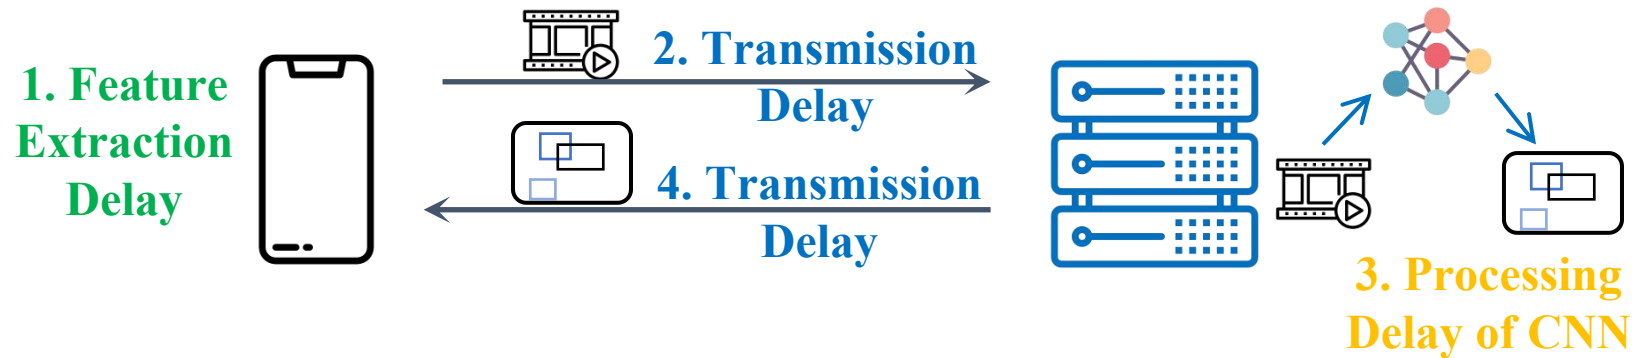 1. Feature
Extraction
Delay
2. Transmission
Delay
4. Transmission
Delay
3. Processing
Delay of CNN